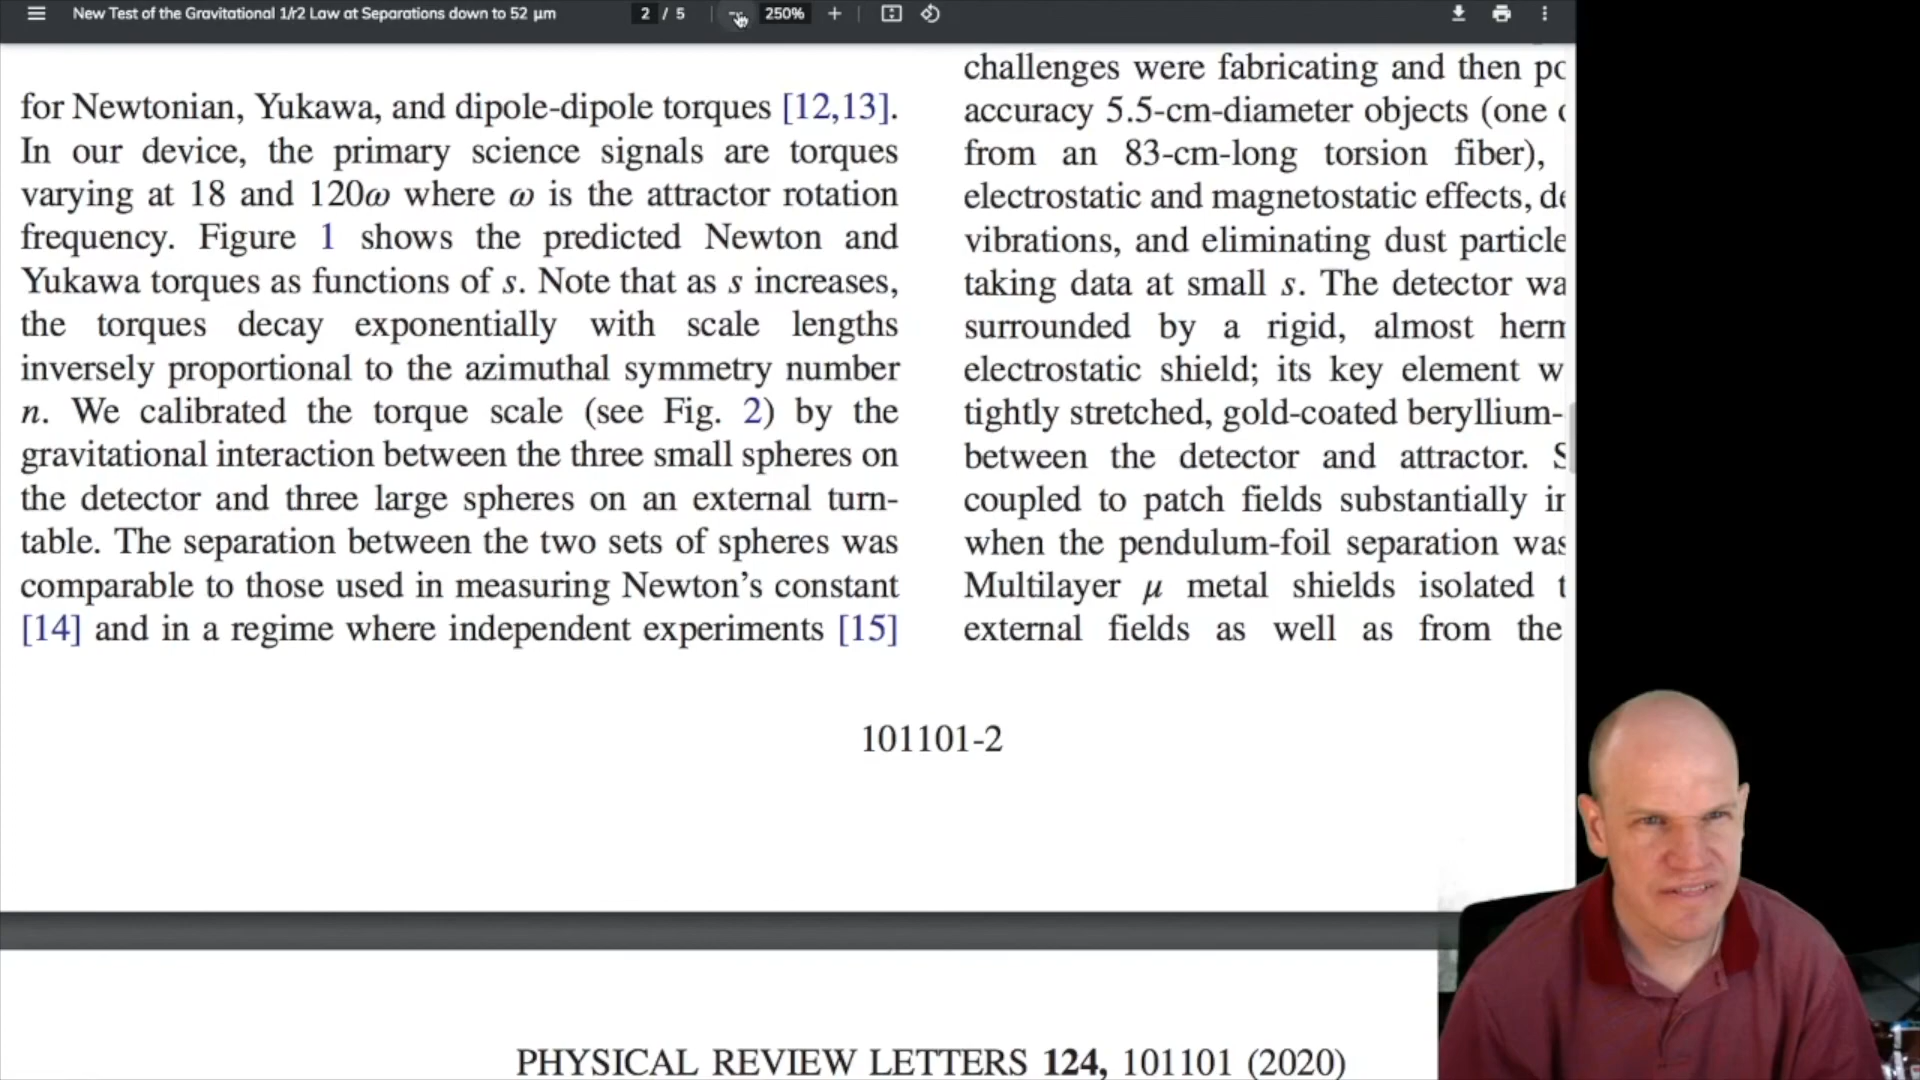 New Test of the Gravitational 1/r2 Law at Separations down to 52 μm
2 / 5
250%
for Newtonian, Yukawa, and dipole-dipole torques [12,13].
In our device, the primary science signals are torques
varying at 18 and 120ω where ω is the attractor rotation
frequency. Figure 1 shows the predicted Newton and
Yukawa torques as functions of s. Note that as s increases,
the torques decay exponentially with scale lengths
inversely proportional to the azimuthal symmetry number
n. We calibrated the torque scale (see Fig. 2) by the
gravitational interaction between the three small spheres on
the detector and three large spheres on an external turn-
table. The separation between the two sets of spheres was
comparable to those used in measuring Newton's constant
[14] and in a regime where independent experiments [15]
challenges were fabricating and then
accuracy 5.5-cm-diameter objects (one
from an 83-cm-long torsion fiber),
electrostatic and magnetostatic effects,
vibrations, and eliminating dust particle
taking data at small s. The detector
surrounded by a rigid, almost
electrostatic shield; its key element
tightly stretched, gold-coated beryllium-
between the detector and attractor.
coupled to patch fields substantially
when the pendulum-foil separation was
Multilayer μ metal shields isolated
external fields as well as from the
101101-2
PHYSICAL REVIEW LETTERS 124, 101101 (2020)